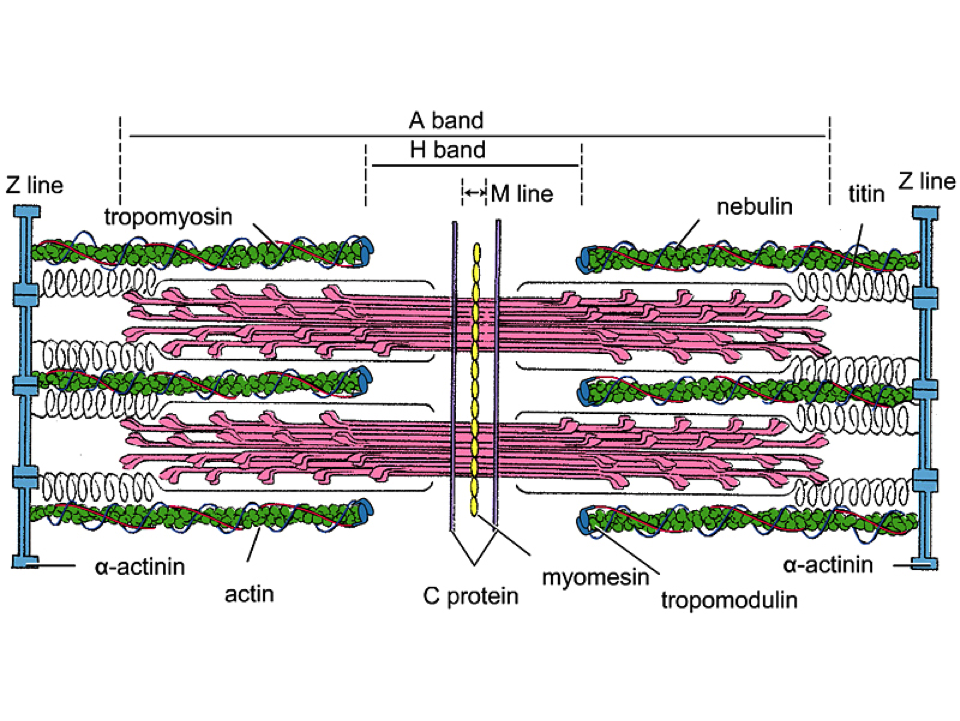 A band
H band
Z line
M line
titin
Z line
tropomyosin
nebulin
α-actinin
actin
C protein
myomesin
tropomodulin
α-actinin